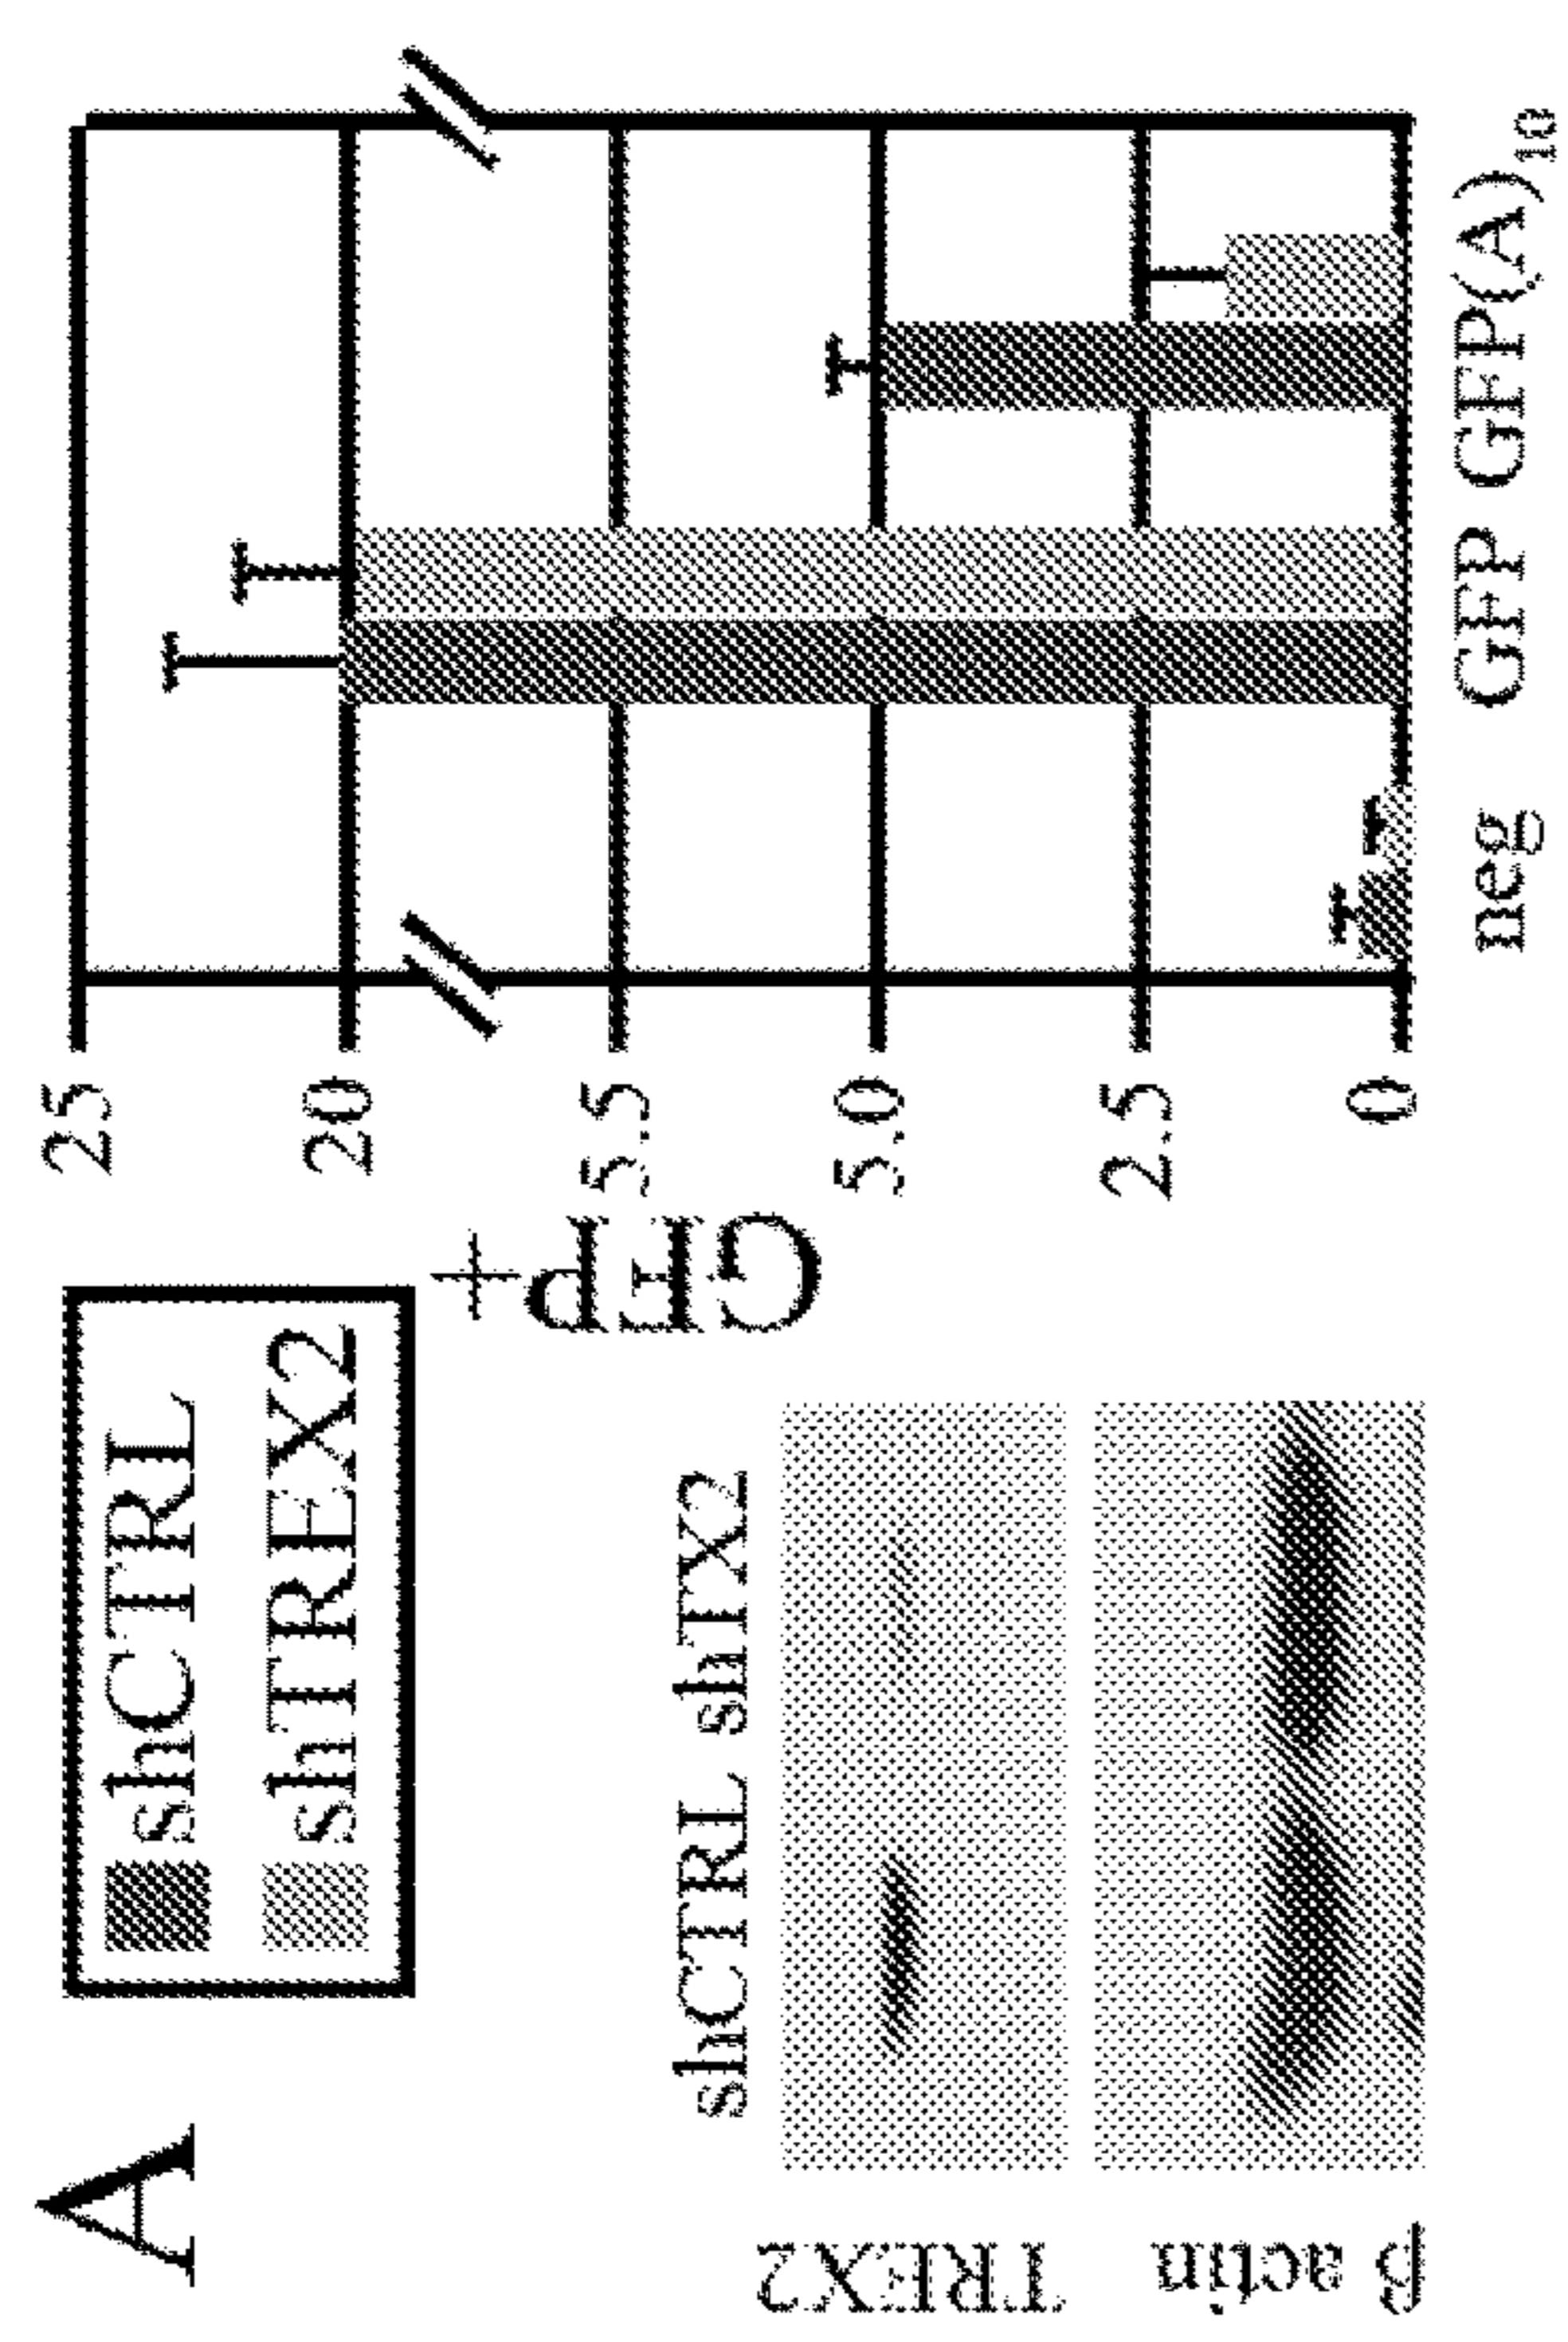 A
shCTRL
shTREX2
shCTRL shTX2
TREX2
β actin
GFP+
25
20
5.5
5.0
2.5
0
neg GFP GFP(A)10